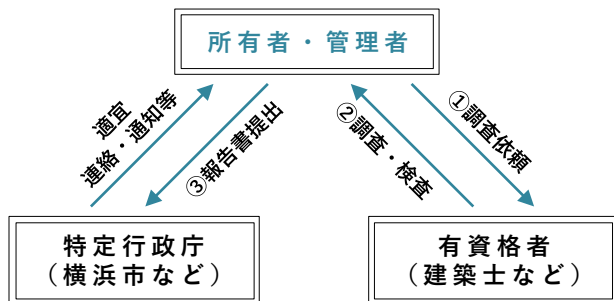 所有者・管理者
適宜
連絡・通知等
③報告書提出
②調査・検査
①調査依頼
特定行政庁
（横浜市など）
有資格者
（建築士など）